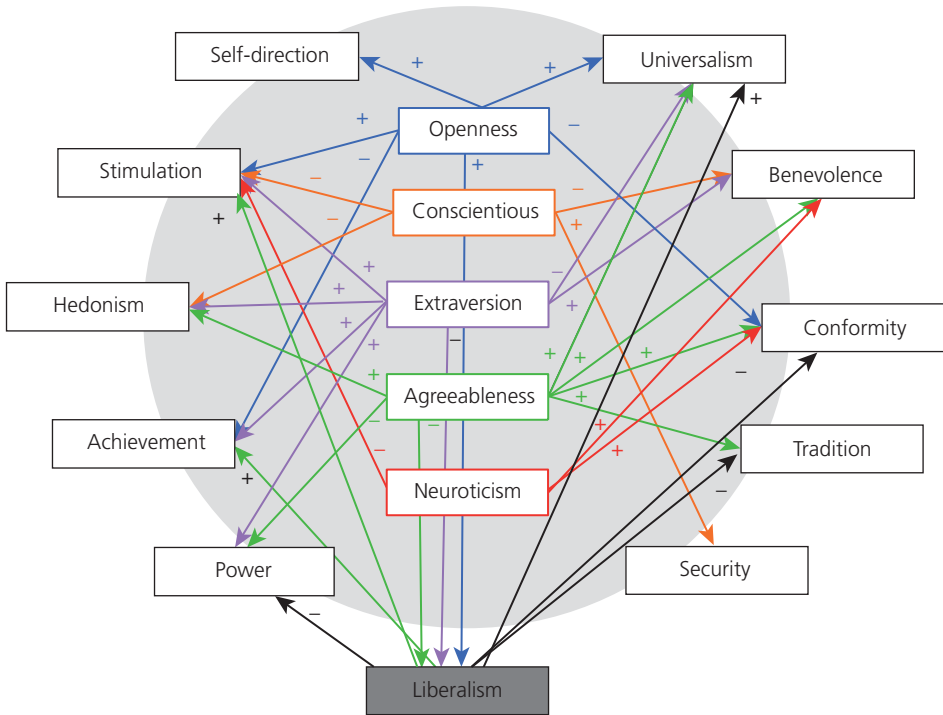 Self-direction
Universalism
+
+
+
Openness
+
−
Stimulation
−
+
Benevolence
−
−
Conscientious
+
−
+
+
−
Hedonism
+
Extraversion
+
Conformity
+
−
+
+
+
+
−
+
Agreeableness
+
−
−
Achievement
+
Tradition
−
+
+
Neuroticism
−
Power
Security
−
Liberalism